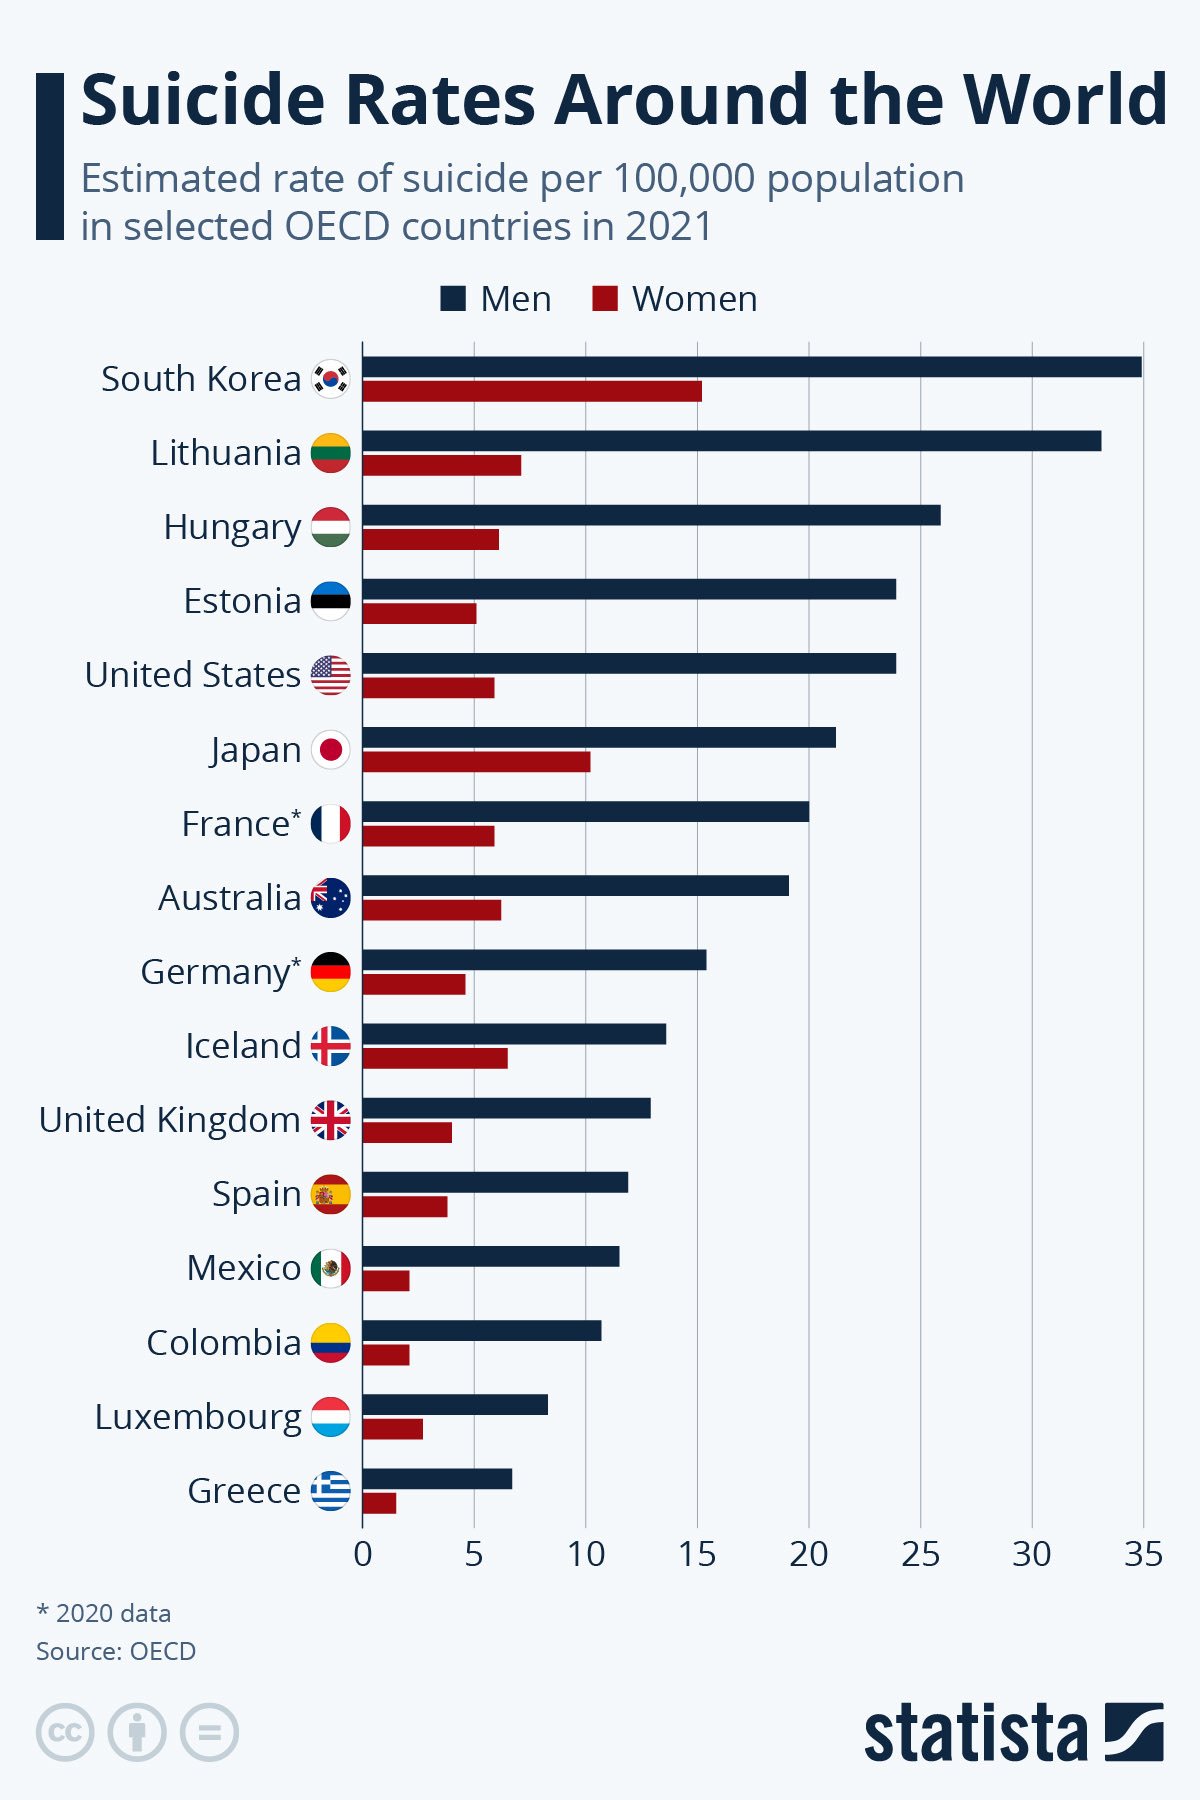 Suicide Rates Around the World
Estimated rate of suicide per 100,000 population
in selected OECD countries in 2021
Men
Women
South Korea
Lithuania
Hungary
Estonia
United States
Japan
France*
Australia
Germany*
Iceland
United Kingdom
Spain
Mexico
Colombia
Luxembourg
Greece
0 5 10 15 20 25 30 35
* 2020 data
Source: OECD
cc
statista